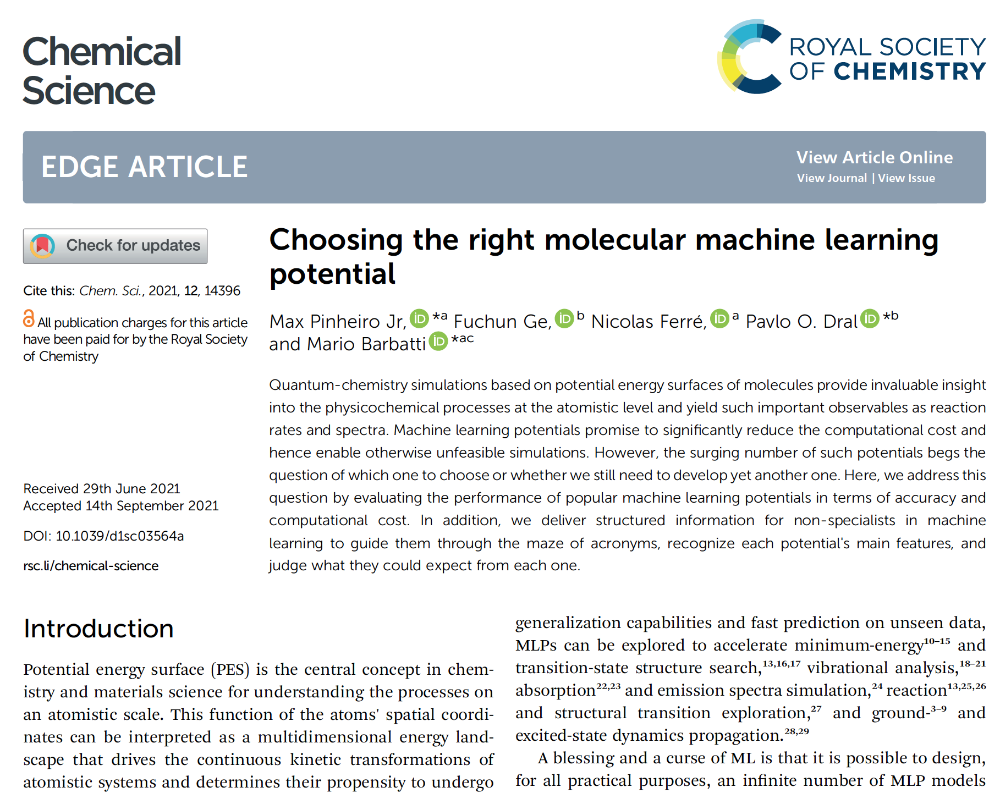 Chemical
Science
ROYAL SOCIETY
OF CHEMISTRY
EDGE ARTICLE
View Article Online
View Journal | View Issue
Check for updates
Cite this: Chem. Sci., 2021, 12, 14396
All publication charges for this article
have been paid for by the Royal Society
of Chemistry
Received 29th June 2021
Accepted 14th September 2021
DOI: 10.1039/d1sc03564a
rsc.li/chemical-science
Choosing the right molecular machine learning
potential
Max Pinheiro Jr, iD *a Fuchun Ge, iD b Nicolas Ferré, iD a Pavlo O. Dral iD *b
and Mario Barbatti iD *ac
Quantum-chemistry simulations based on potential energy surfaces of molecules provide invaluable insight
into the physicochemical processes at the atomistic level and yield such important observables as reaction
rates and spectra. Machine learning potentials promise to significantly reduce the computational cost and
hence enable otherwise unfeasible simulations. However, the surging number of such potentials begs the
question of which one to choose or whether we still need to develop yet another one. Here, we address this
question by evaluating the performance of popular machine learning potentials in terms of accuracy and
computational cost. In addition, we deliver structured information for non-specialists in machine
learning to guide them through the maze of acronyms, recognize each potential's main features, and
judge what they could expect from each one.
Introduction
Potential energy surface (PES) is the central concept in chem-
istry and materials science for understanding the processes on
an atomistic scale. This function of the atoms' spatial coordi-
nates can be interpreted as a multidimensional energy land-
scape that drives the continuous kinetic transformations of
atomistic systems and determines their propensity to undergo
generalization capabilities and fast prediction on unseen data,
MLPs can be explored to accelerate minimum-energy10–15 and
transition-state structure search,13,16,17 vibrational analysis,18–21
absorption22,23 and emission spectra simulation,24 reaction13,25,26
and structural transition exploration,27 and ground-3–9 and
excited-state dynamics propagation.28,29
A blessing and a curse of ML is that it is possible to design,
for all practical purposes, an infinite number of MLP models